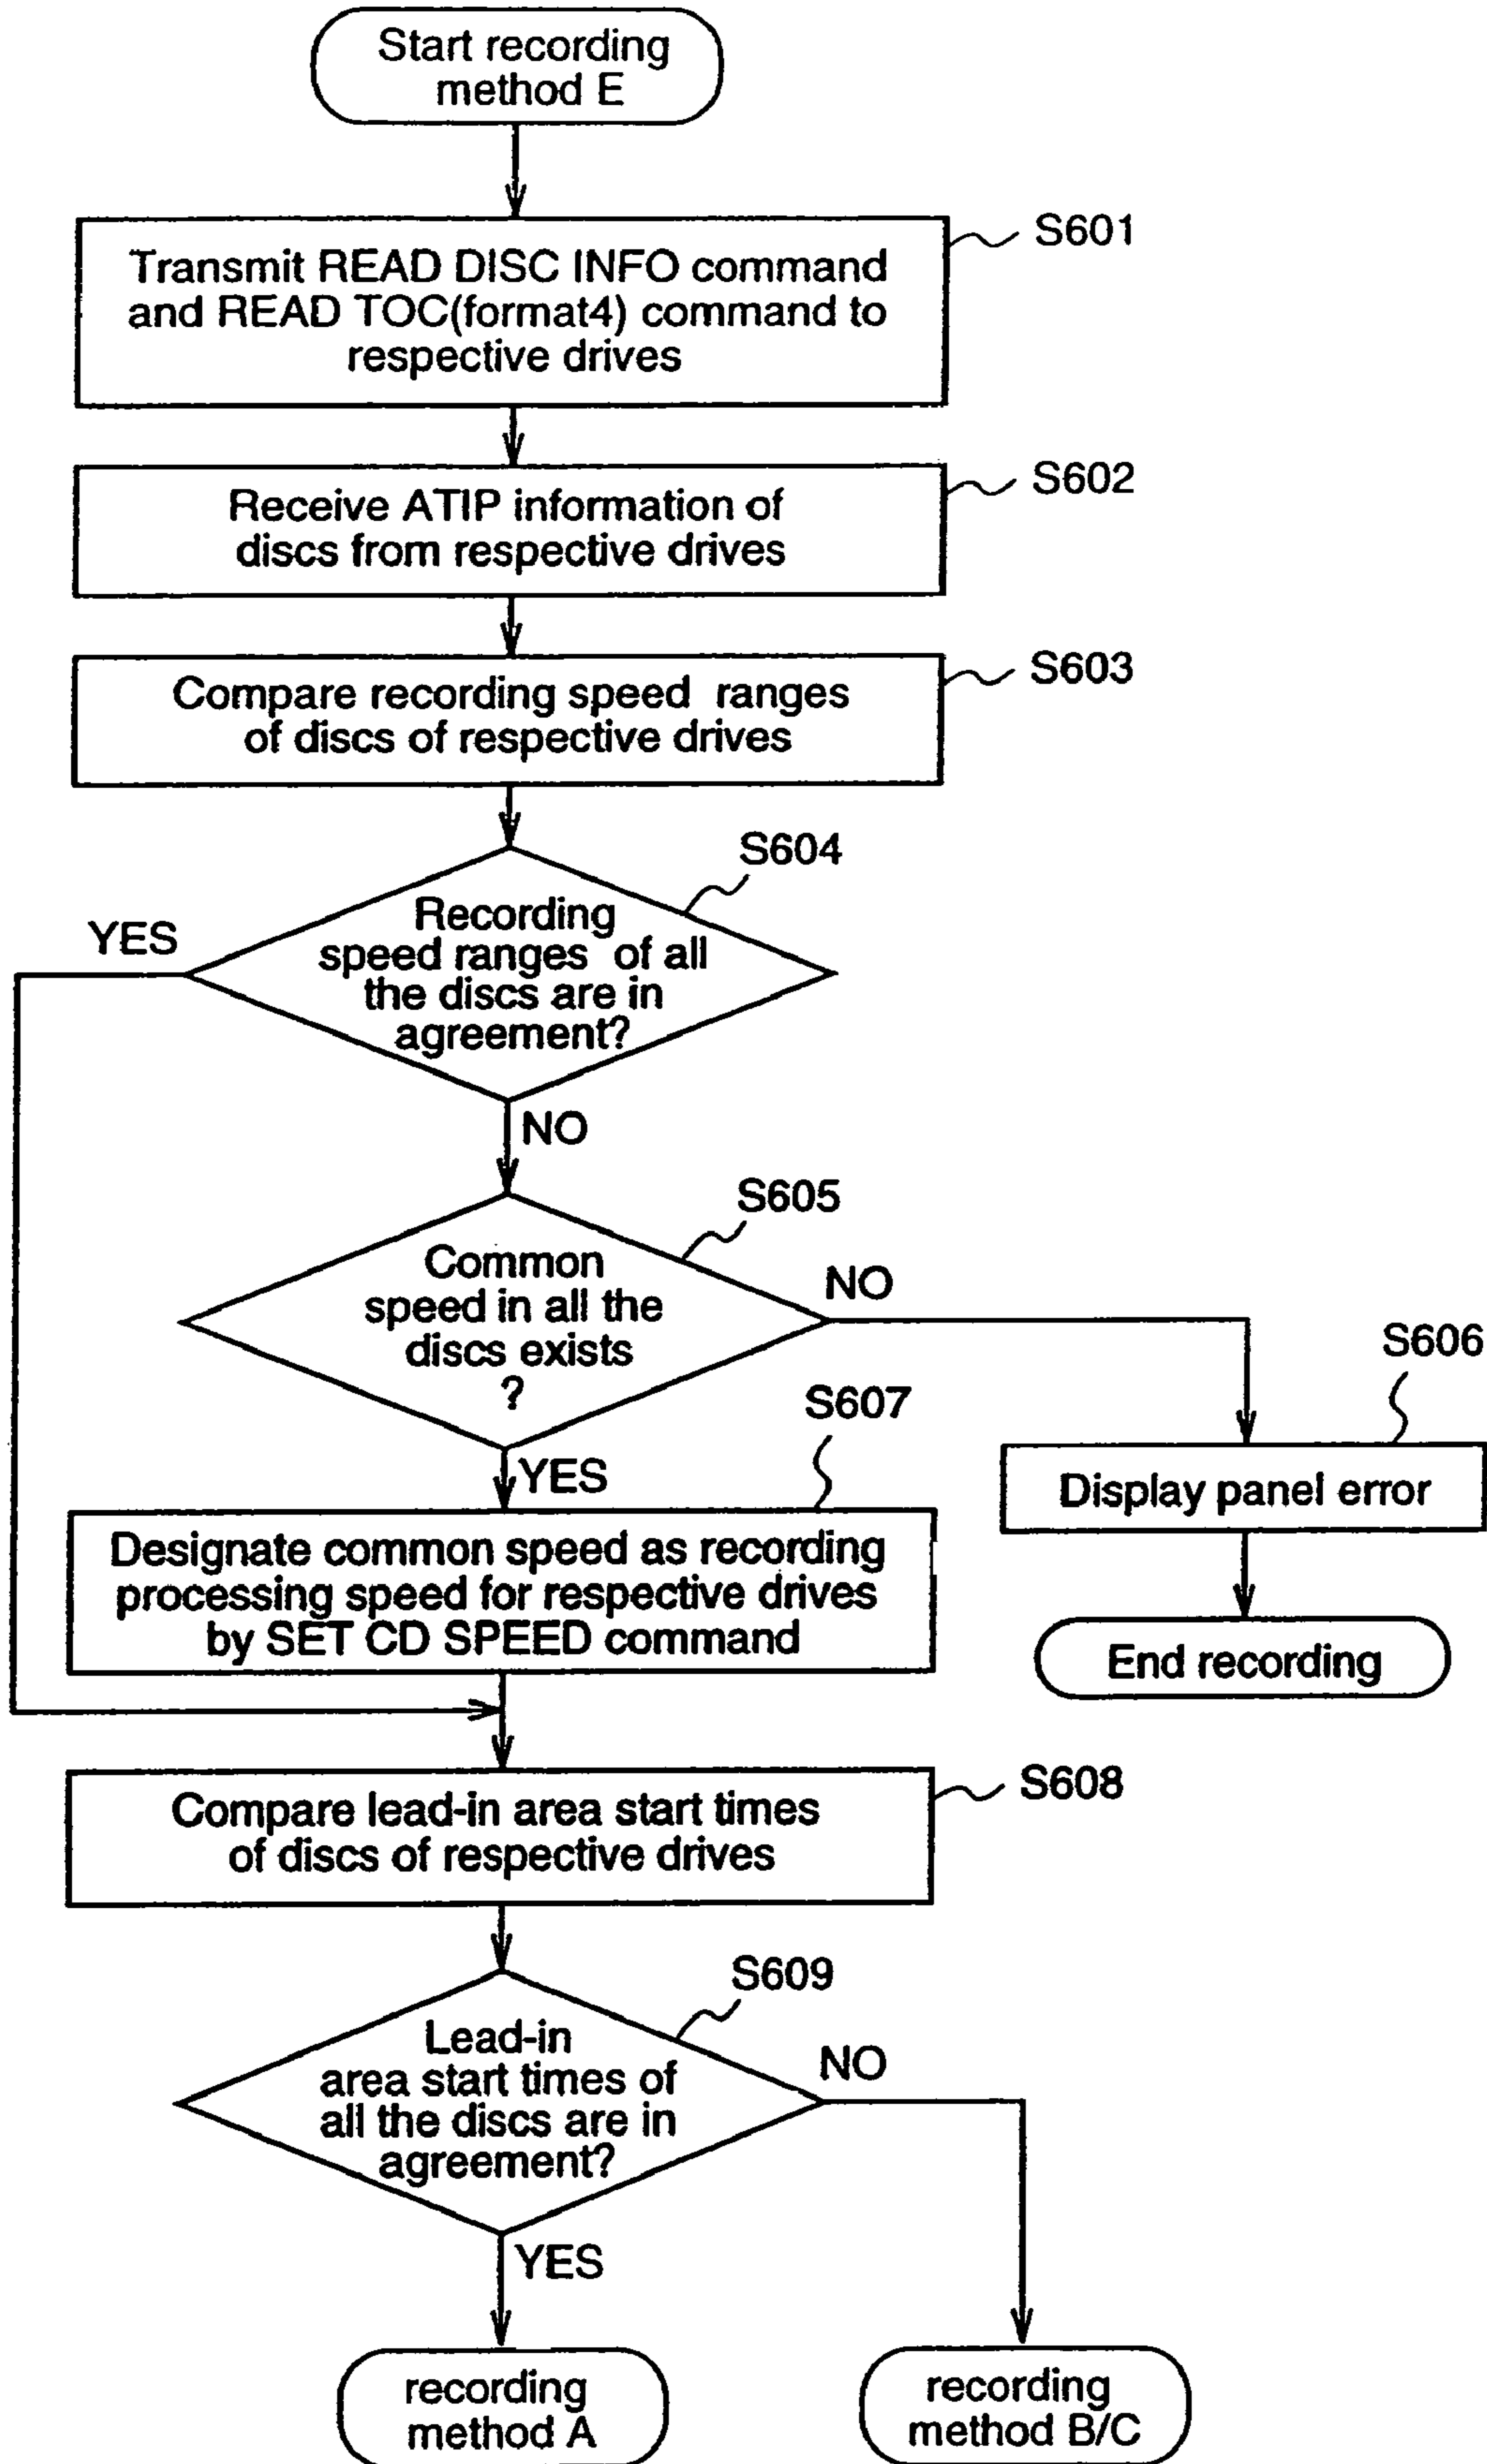 Start recording
method E
S601
Transmit READ DISC INFO command
and READ TOC(format4) command to
respective drives
S602
Receive ATIP information of
discs from respective drives
S603
Compare recording speed ranges
of discs of respective drives
S604
YES
Recording
speed ranges of all
the discs are in
agreement?
NO
S605
Common
speed in all the
discs exists
?
NO
S606
S607
YES
Display panel error
Designate common speed as recording
processing speed for respective drives
by SET CD SPEED command
End recording
S608
Compare lead-in area start times
of discs of respective drives
S609
Lead-in
area start times of
all the discs are in
agreement?
NO
YES
recording
method A
recording
method B/C